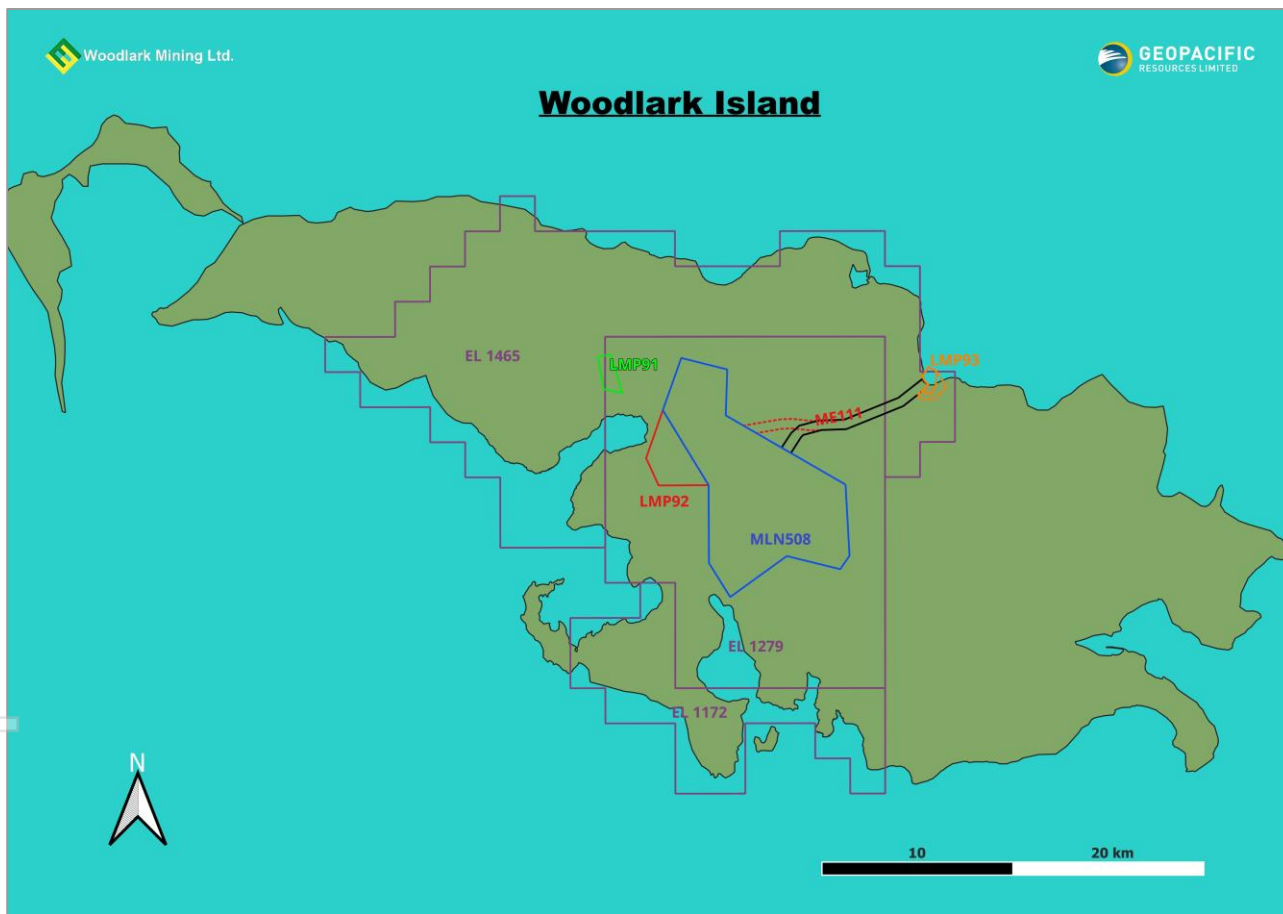 Woodlark Mining Ltd.
GEOPACIFIC
RESOURCES LIMITED
Woodlark Island
EL 1465
LMP91
LMP93
ME111
LMP92
MLN508
EL 1279
EL 1172
N
10
20 km